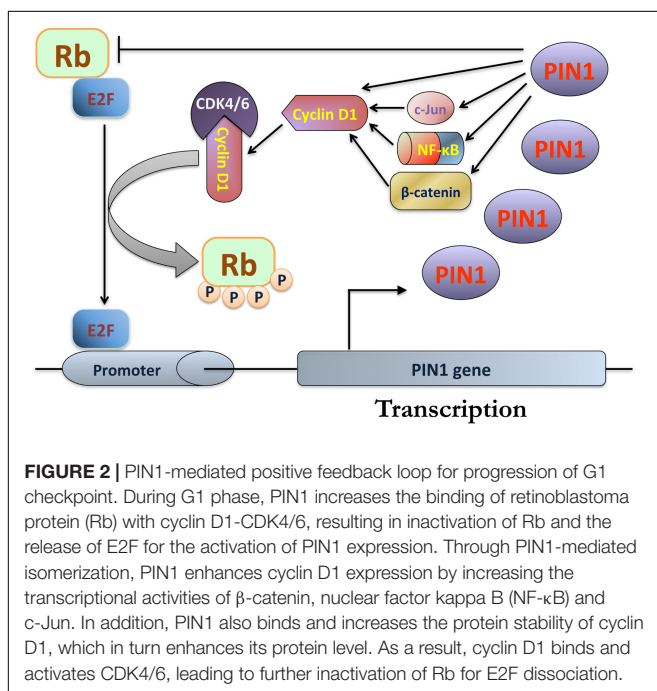 Rb
E2F
CDK4/6
Cyclin D1
Cyclin D1
c-Jun
NF-κB
β-catenin
PIN1
PIN1
PIN1
PIN1
Rb
P
P
P
P
E2F
Promoter
PIN1 gene
Transcription
FIGURE 2 | PIN1-mediated positive feedback loop for progression of G1
checkpoint. During G1 phase, PIN1 increases the binding of retinoblastoma
protein (Rb) with cyclin D1-CDK4/6, resulting in inactivation of Rb and the
release of E2F for the activation of PIN1 expression. Through PIN1-mediated
isomerization, PIN1 enhances cyclin D1 expression by increasing the
transcriptional activities of β-catenin, nuclear factor kappa B (NF-κB) and
c-Jun. In addition, PIN1 also binds and increases the protein stability of cyclin
D1, which in turn enhances its protein level. As a result, cyclin D1 binds and
activates CDK4/6, leading to further inactivation of Rb for E2F dissociation.